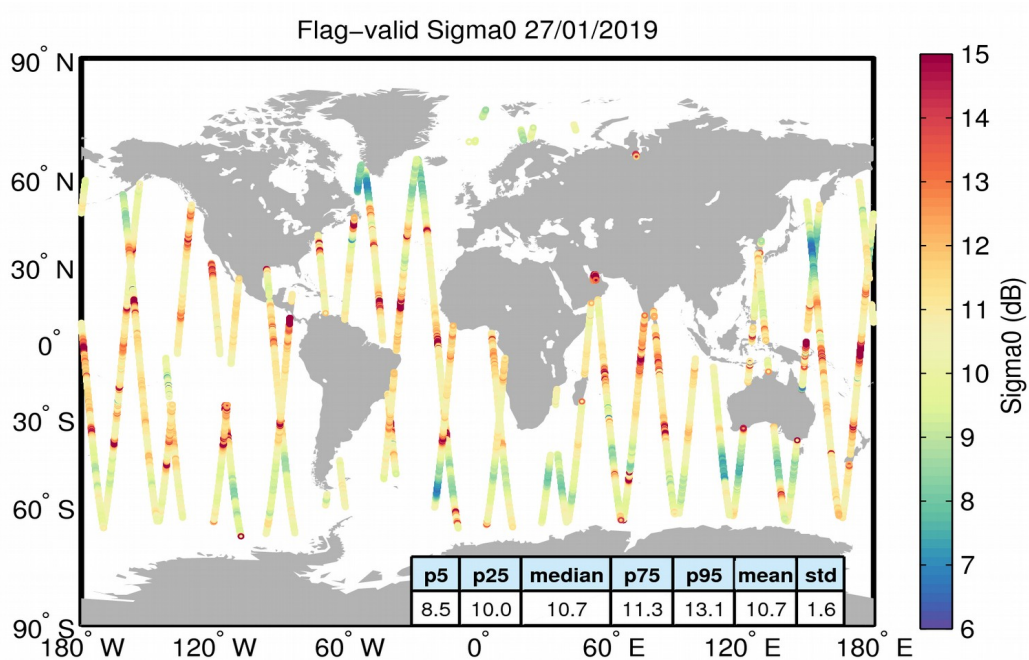 Flag−valid Sigma0 27/01/2019
90° N
60° N
30° N
0°
30° S
60° S
90° S
180° W
120° W
60° W
0°
60° E
120° E
180° E
p5 p25 median p75 p95 mean std
8.5 10.0 10.7 11.3 13.1 10.7 1.6
15
14
13
12
11
10
9
8
7
6
Sigma0 (dB)